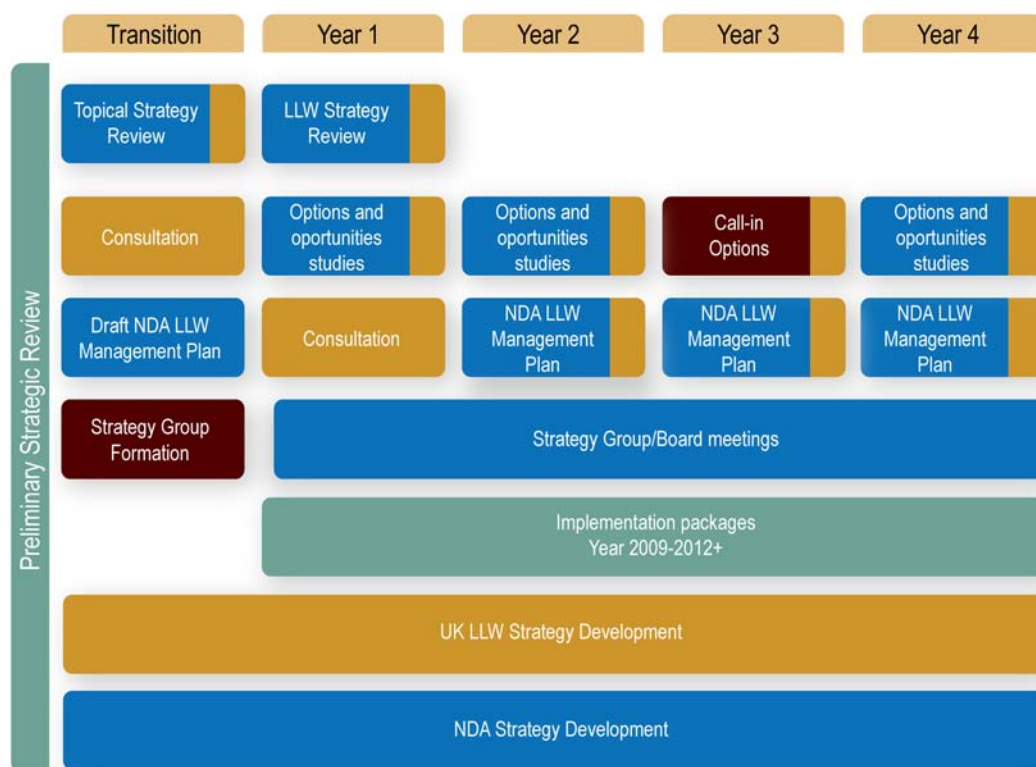 Transition
Year 1
Year 2
Year 3
Year 4
Preliminary Strategic Review
Topical Strategy
Review
LLW Strategy
Review
Consultation
Options and
oportunities
studies
Options and
oportunities
studies
Call-in
Options
Options and
oportunities
studies
Draft NDA LLW
Management Plan
Consultation
NDA LLW
Management
Plan
NDA LLW
Management
Plan
NDA LLW
Management
Plan
Strategy Group
Formation
Strategy Group/Board meetings
Implementation packages
Year 2009-2012+
UK LLW Strategy Development
NDA Strategy Development